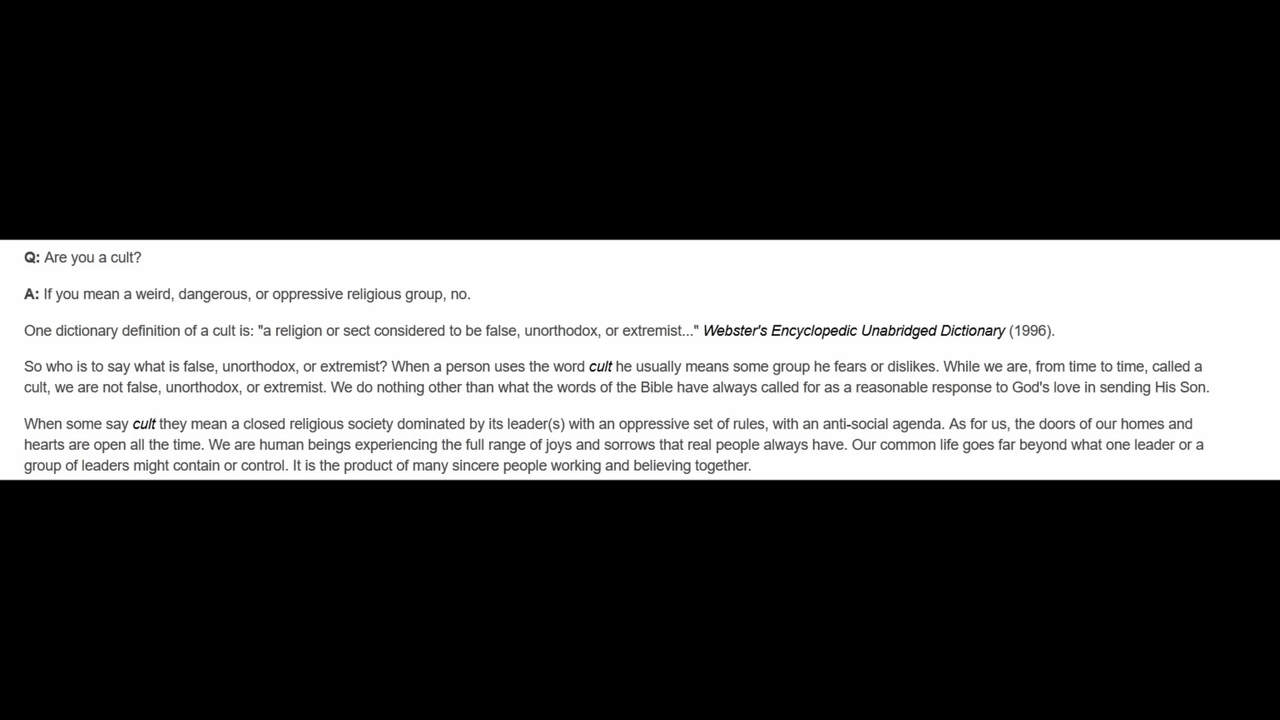 Q: Are you a cult?
A: If you mean a weird, dangerous, or oppressive religious group, no.
One dictionary definition of a cult is: "a religion or sect considered to be false, unorthodox, or extremist..." Webster's Encyclopedic Unabridged Dictionary (1996).
So who is to say what is false, unorthodox, or extremist? When a person uses the word cult he usually means some group he fears or dislikes. While we are, from time to time, called a
cult, we are not false, unorthodox, or extremist. We do nothing other than what the words of the Bible have always called for as a reasonable response to God's love in sending His Son.
When some say cult they mean a closed religious society dominated by its leader(s) with an oppressive set of rules, with an anti-social agenda. As for us, the doors of our homes and
hearts are open all the time. We are human beings experiencing the full range of joys and sorrows that real people always have. Our common life goes far beyond what one leader or a
group of leaders might contain or control. It is the product of many sincere people working and believing together.